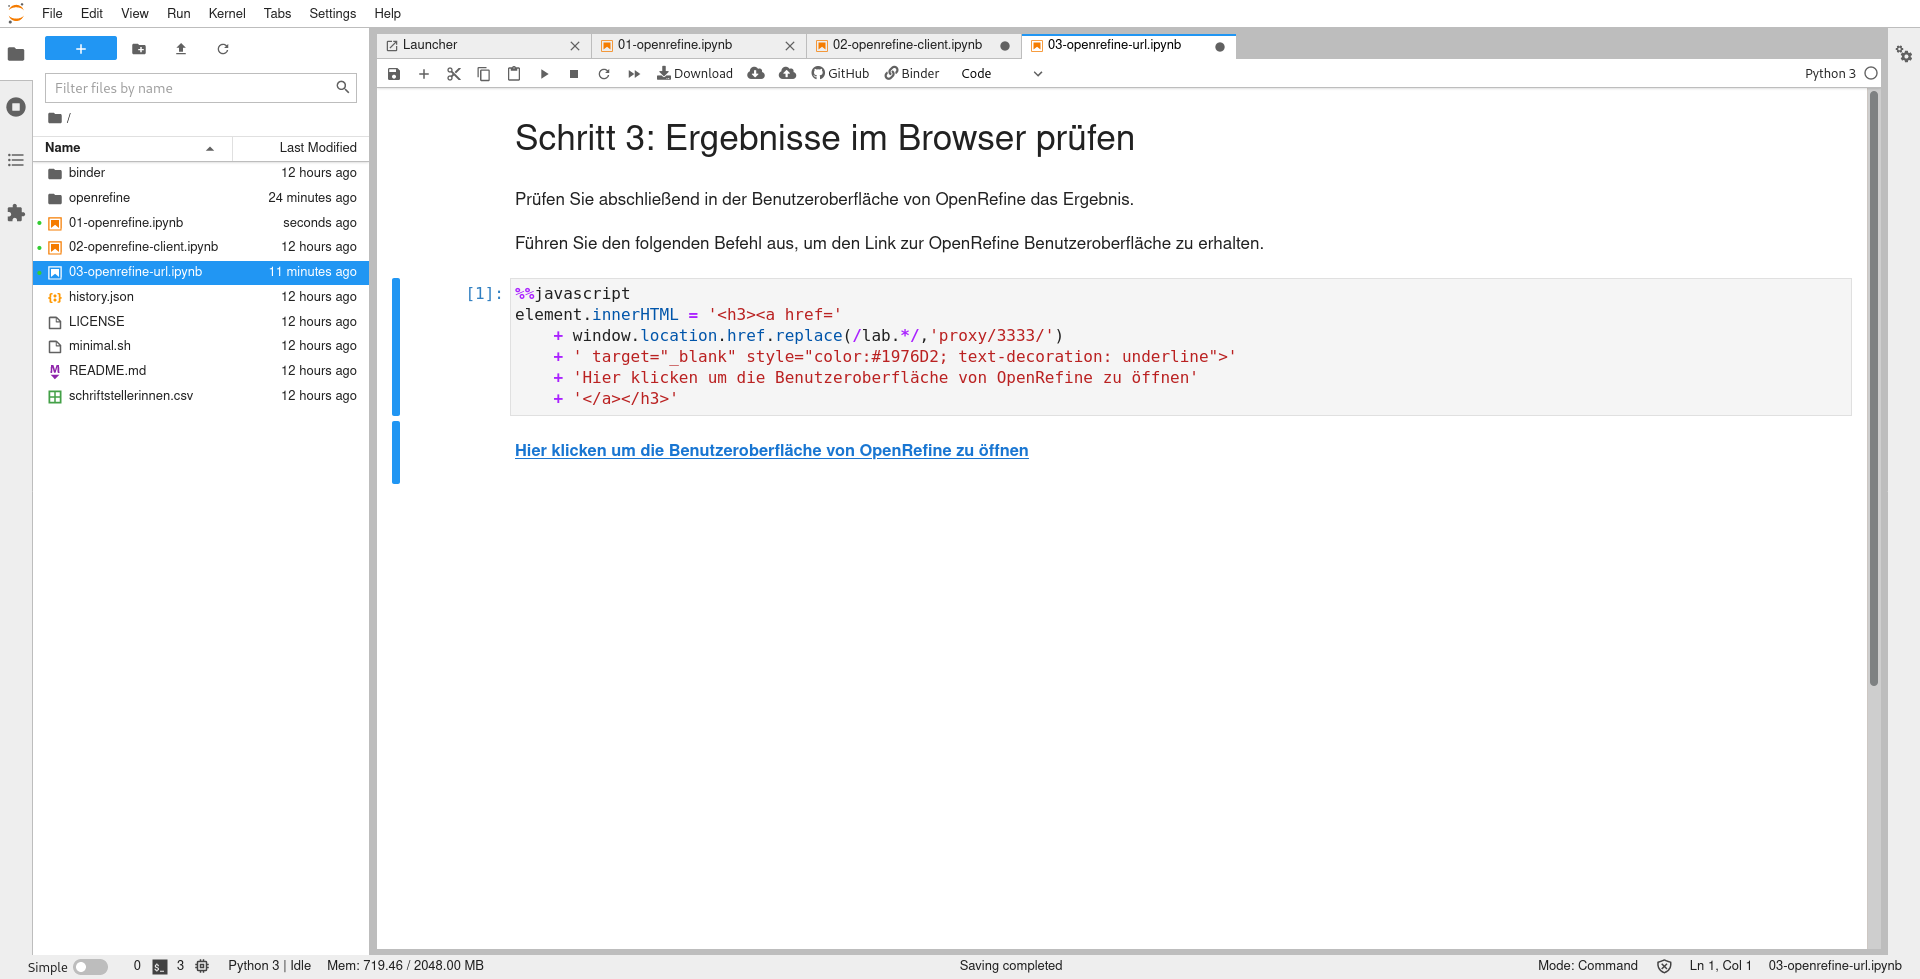 File Edit View Run Kernel Tabs Settings Help
Launcher
01-openrefine.ipynb
02-openrefine-client.ipynb
03-openrefine-url.ipynb
Download GitHub Binder Code Python 3
Filter files by name
/
Name Last Modified
binder 12 hours ago
openrefine 24 minutes ago
01-openrefine.ipynb seconds ago
02-openrefine-client.ipynb 12 hours ago
03-openrefine-url.ipynb 11 minutes ago
history.json 12 hours ago
LICENSE 12 hours ago
minimal.sh 12 hours ago
M README.md 12 hours ago
schriftstellerinnen.csv 12 hours ago
Schritt 3: Ergebnisse im Browser prüfen
Prüfen Sie abschließend in der Benutzeroberfläche von OpenRefine das Ergebnis.
Führen Sie den folgenden Befehl aus, um den Link zur OpenRefine Benutzeroberfläche zu erhalten.
[1]: %%javascript
element.innerHTML = '<h3><a href='
    + window.location.href.replace(/lab.*/,'proxy/3333/')
    + ' target="_blank" style="color:#1976D2; text-decoration: underline">'
    + 'Hier klicken um die Benutzeroberfläche von OpenRefine zu öffnen'
    + '</a></h3>'
Hier klicken um die Benutzeroberfläche von OpenRefine zu öffnen
Simple 0 $_ 3 Python 3 | Idle Mem: 719.46 / 2048.00 MB Saving completed Mode: Command Ln 1, Col 1 03-openrefine-url.ipynb